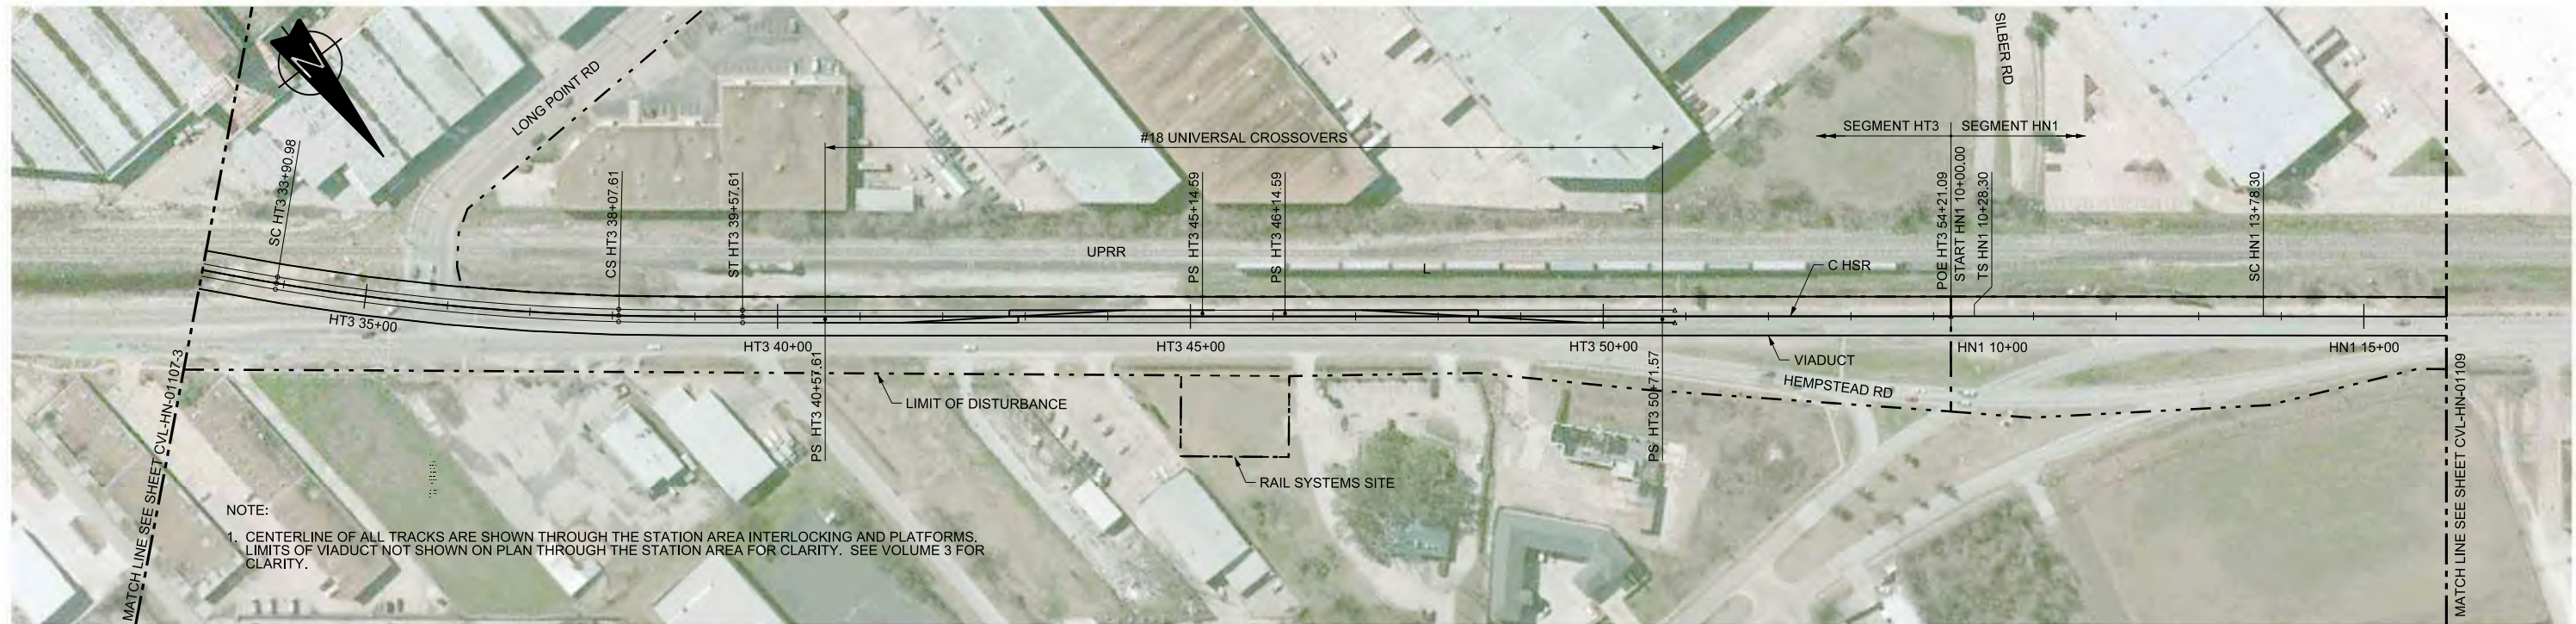 N
LONG POINT RD
SILBER RD
SEGMENT HT3
SEGMENT HN1
#18 UNIVERSAL CROSSOVERS
SC HT3 33+90.98
CS HT3 38+07.61
ST HT3 39+57.61
PS HT3 45+14.59
PS HT3 46+14.59
POE HT3 54+21.09
START HN1 10+00.00
TS HN1 10+28.30
SC HN1 13+78.30
UPRR
L
C HSR
HT3 35+00
HT3 40+00
HT3 45+00
HT3 50+00
HN1 10+00
HN1 15+00
PS HT3 40+57.61
PS HT3 50+71.57
VIADUCT
HEMPSTEAD RD
LIMIT OF DISTURBANCE
RAIL SYSTEMS SITE
MATCH LINE SEE SHEET CVL-HN-01107-3
MATCH LINE SEE SHEET CVL-HN-01109
NOTE:
1. CENTERLINE OF ALL TRACKS ARE SHOWN THROUGH THE STATION AREA INTERLOCKING AND PLATFORMS.
LIMITS OF VIADUCT NOT SHOWN ON PLAN THROUGH THE STATION AREA FOR CLARITY. SEE VOLUME 3 FOR
CLARITY.